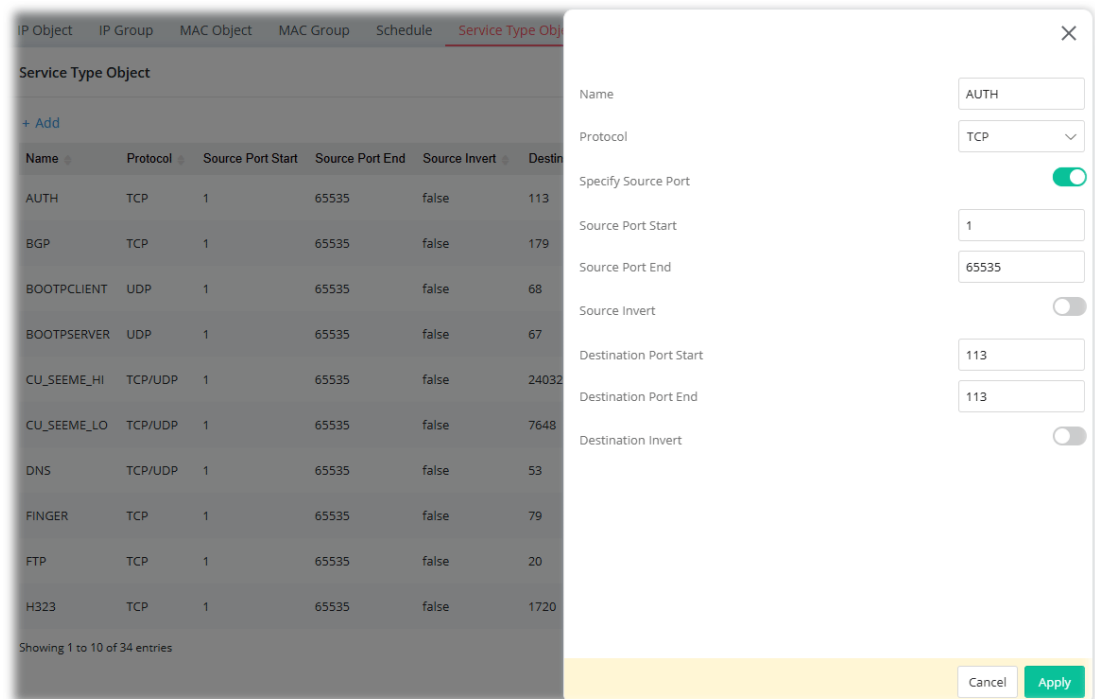 IP Object IP Group MAC Object MAC Group Schedule Service Type Obj
Service Type Object
+ Add
Name Protocol Source Port Start Source Port End Source Invert Destin
AUTH TCP 1 65535 false 113
BGP TCP 1 65535 false 179
BOOTPCLIENT UDP 1 65535 false 68
BOOTPSERVER UDP 1 65535 false 67
CU_SEEME_HI TCP/UDP 1 65535 false 24032
CU_SEEME_LO TCP/UDP 1 65535 false 7648
DNS TCP/UDP 1 65535 false 53
FINGER TCP 1 65535 false 79
FTP TCP 1 65535 false 20
H323 TCP 1 65535 false 1720
Showing 1 to 10 of 34 entries
Name AUTH
Protocol TCP
Specify Source Port
Source Port Start 1
Source Port End 65535
Source Invert
Destination Port Start 113
Destination Port End 113
Destination Invert
Cancel Apply